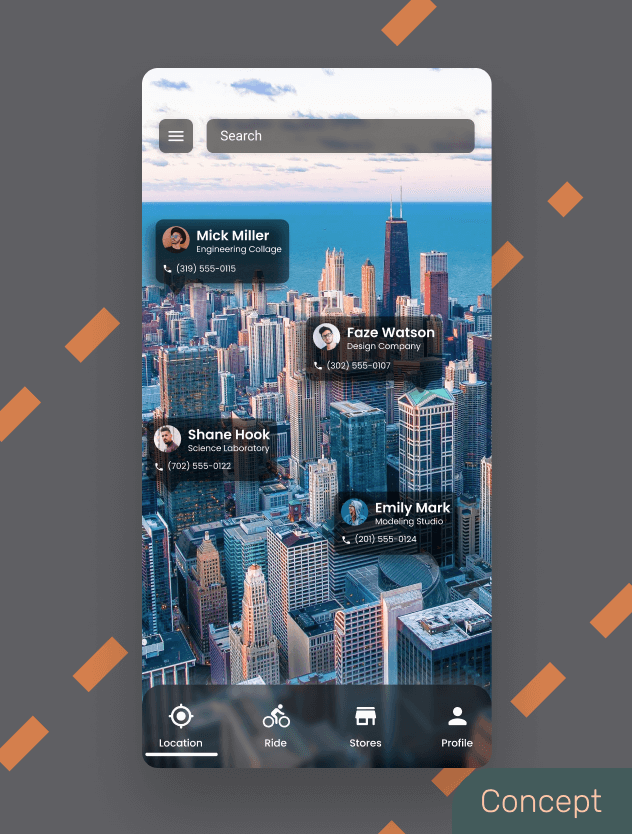 Search
Mick Miller
Engineering Collage
(319) 555-0115
Faze Watson
Design Company
(302) 555-0107
Shane Hook
Science Laboratory
(702) 555-0122
Emily Mark
Modeling Studio
(201) 555-0124
Location
Ride
Stores
Profile
Concept